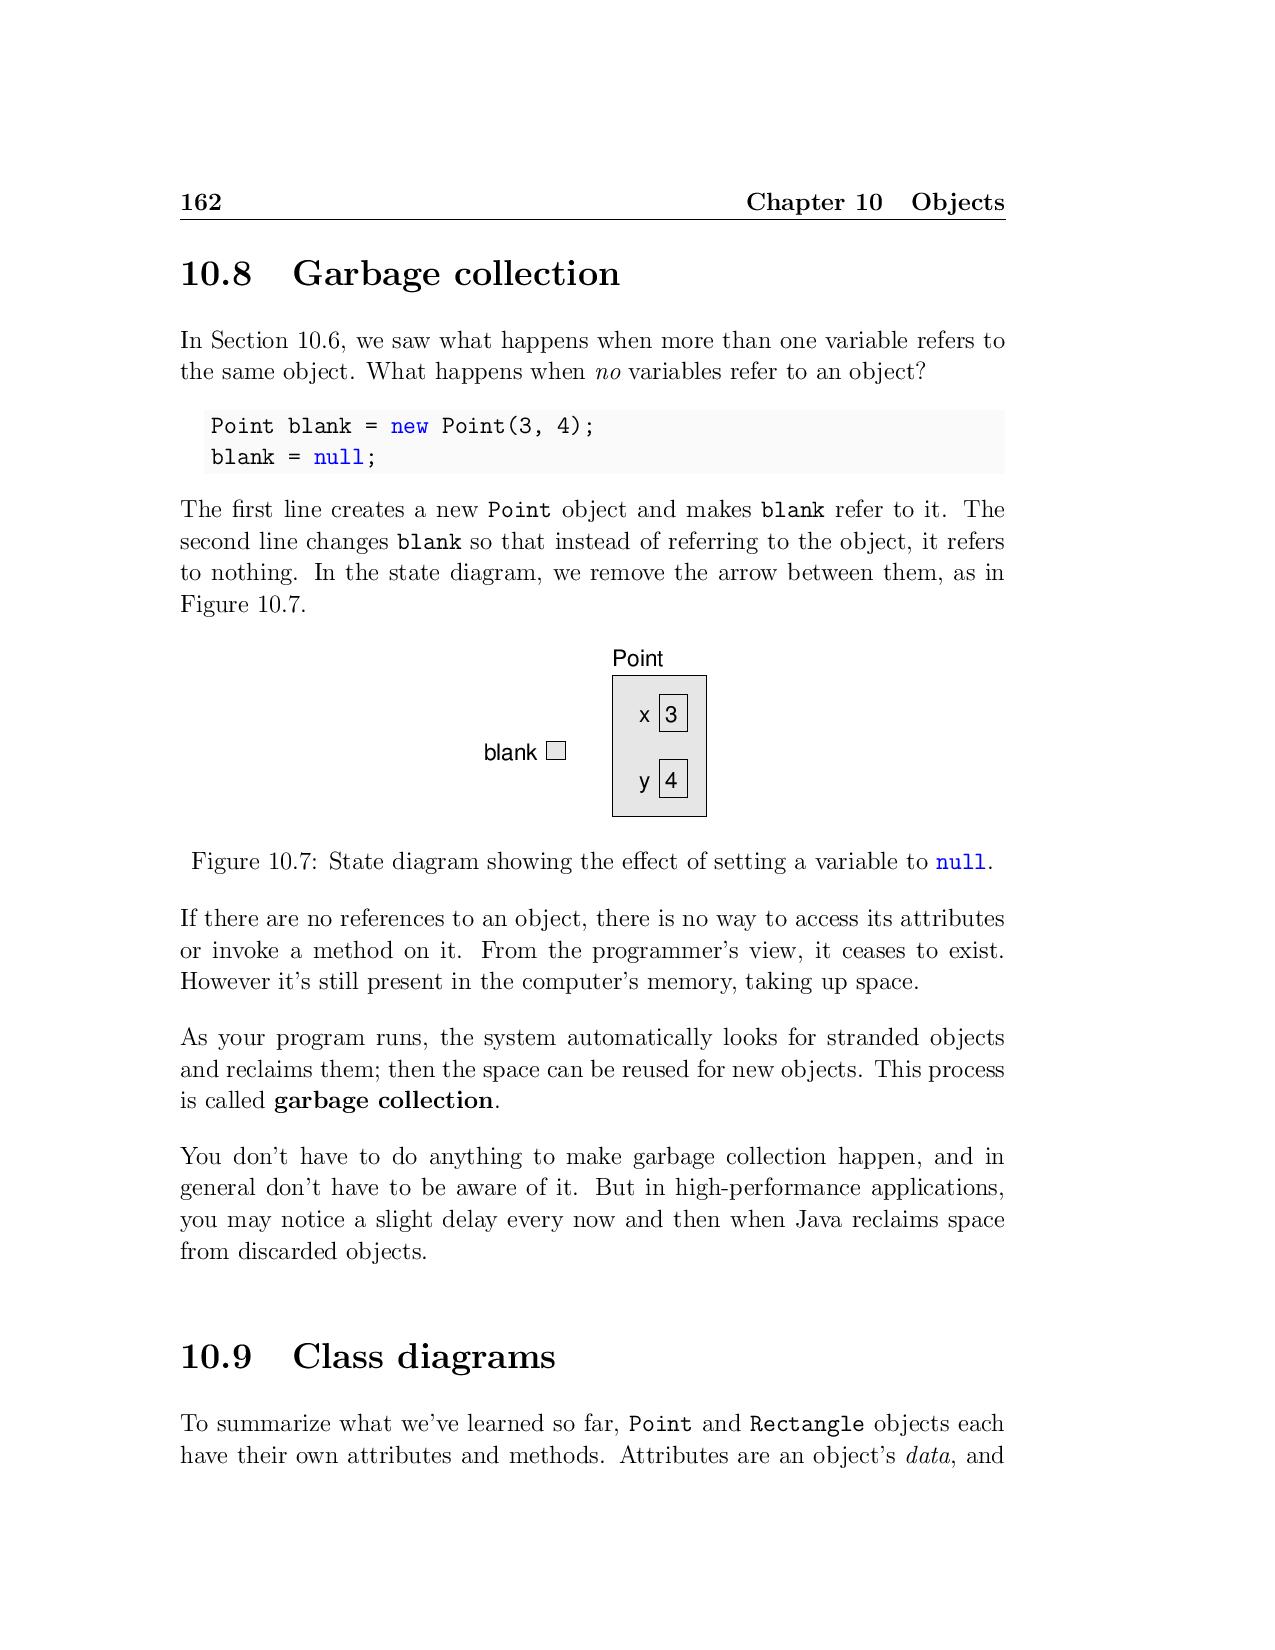 162 Chapter 10 Objects
10.8 Garbage collection
In Section 10.6, we saw what happens when more than one variable refers to
the same object. What happens when no variables refer to an object?
Point blank = new Point(3, 4);
blank = null;
The first line creates a new Point object and makes blank refer to it. The
second line changes blank so that instead of referring to the object, it refers
to nothing. In the state diagram, we remove the arrow between them, as in
Figure 10.7.
Point
x 3
blank
y 4
Figure 10.7: State diagram showing the effect of setting a variable to null.
If there are no references to an object, there is no way to access its attributes
or invoke a method on it. From the programmer's view, it ceases to exist.
However it's still present in the computer's memory, taking up space.
As your program runs, the system automatically looks for stranded objects
and reclaims them; then the space can be reused for new objects. This process
is called garbage collection.
You don't have to do anything to make garbage collection happen, and in
general don't have to be aware of it. But in high-performance applications,
you may notice a slight delay every now and then when Java reclaims space
from discarded objects.
10.9 Class diagrams
To summarize what we've learned so far, Point and Rectangle objects each
have their own attributes and methods. Attributes are an object's data, and